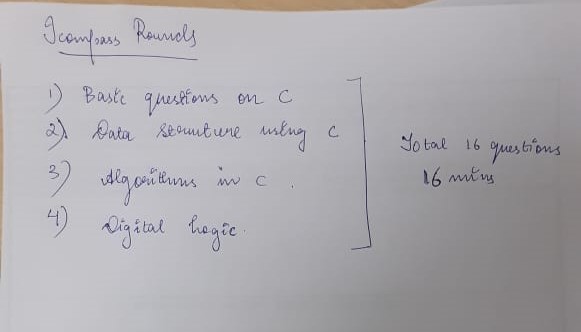 Icompass Rounds
1) Basic questions on C
2) Data structure using C
3) Algorithms in C.
4) Digital Logic.
Total 16 questions
16 mins